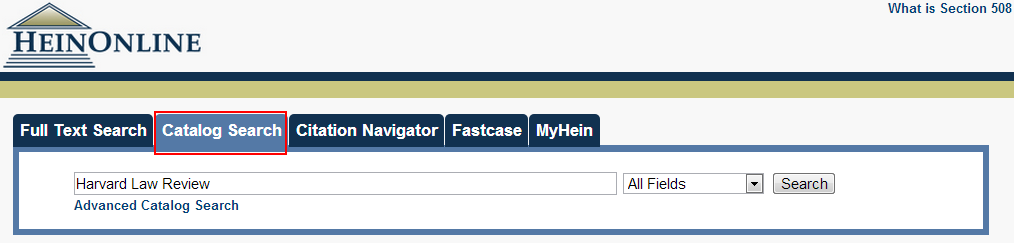 What is Section 508
HEINONLINE
Full Text Search Catalog Search Citation Navigator Fastcase MyHein
Harvard Law Review All Fields Search
Advanced Catalog Search